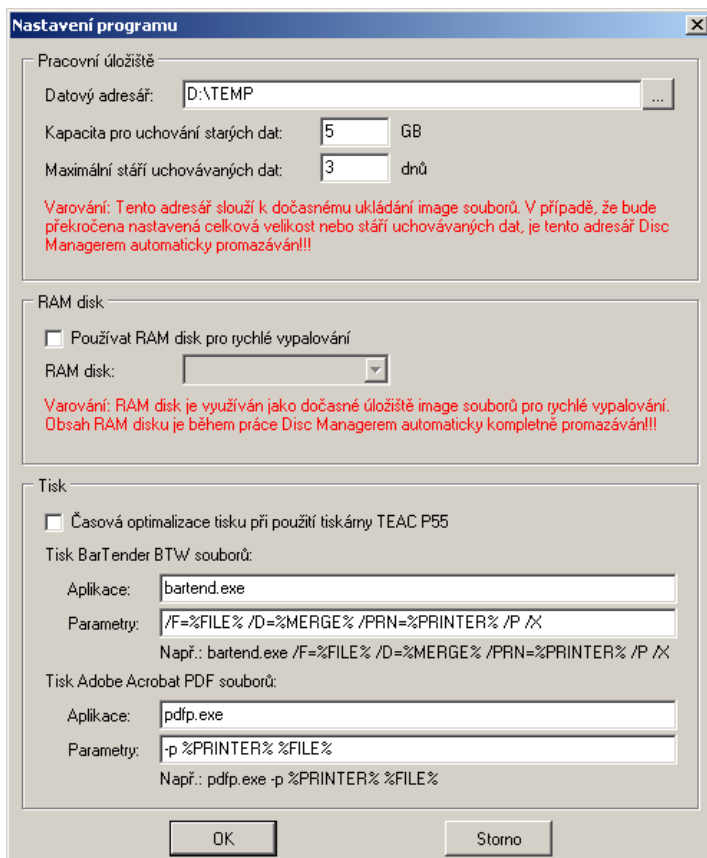 Nastavení programu
Pracovní úložiště
Datový adresář: D:\TEMP ...
Kapacita pro uchování starých dat: 5 GB
Maximální stáří uchovávaných dat: 3 dnů
Varování: Tento adresář slouží k dočasnému ukládání image souborů. V případě, že bude
překročena nastavená celková velikost nebo stáří uchovávaných dat, je tento adresář Disc
Managerem automaticky promazáván!!!
RAM disk
Používat RAM disk pro rychlé vypalování
RAM disk:
Varování: RAM disk je využíván jako dočasné úložiště image souborů pro rychlé vypalování.
Obsah RAM disku je během práce Disc Managerem automaticky kompletně promazáván!!!
Tisk
Časová optimalizace tisku při použití tiskárny TEAC P55
Tisk BarTender BTW souborů:
Aplikace: bartend.exe
Parametry: /F=%FILE% /D=%MERGE% /PRN=%PRINTER% /P /X
Např.: bartend.exe /F=%FILE% /D=%MERGE% /PRN=%PRINTER% /P /X
Tisk Adobe Acrobat PDF souborů:
Aplikace: pdfp.exe
Parametry: -p %PRINTER% %FILE%
Např.: pdfp.exe -p %PRINTER% %FILE%
OK Storno